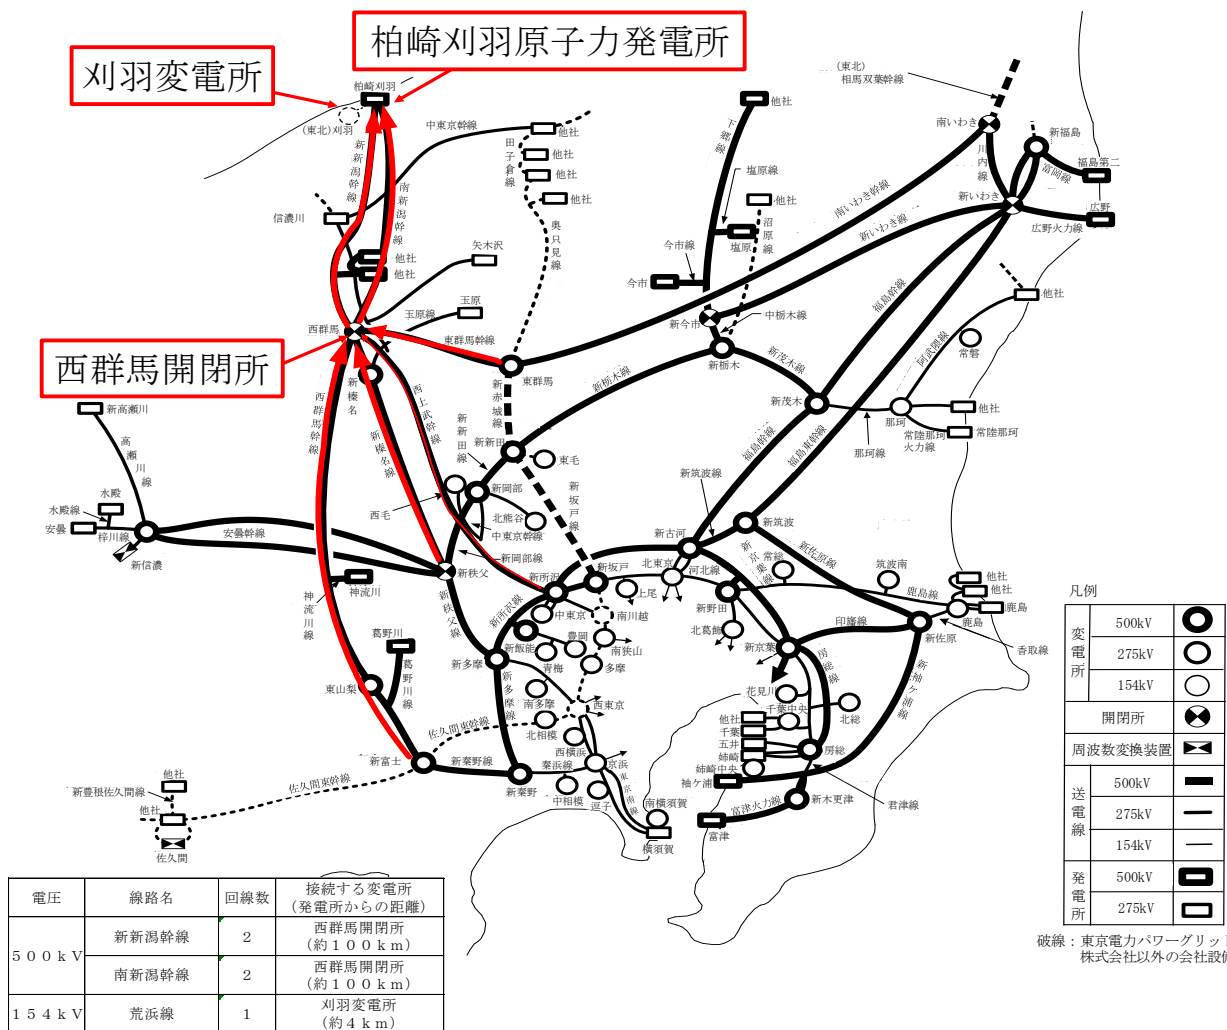 柏崎刈羽原子力発電所
刈羽変電所
柏崎刈羽
(東北)刈羽
中東京幹線
他社
他社
他社
他社
田子倉線
奥只見線
新新潟幹線
南新潟幹線
信濃川
他社
他社
矢木沢
玉原
玉原線
西群馬
東群馬幹線
西群馬開閉所
東群馬
新榛名
新榛名線
西群馬幹線
西上武幹線
新赤城線
新新田線
新新田
新栃木線
東毛
新岡部
西毛
北熊谷
中東京幹線
新岡部線
新坂戸線
新高瀬川
高瀬川線
水殿
水殿線
安曇
梓川線
新信濃
安曇幹線
新秩父
新秩父線
神流川線
神流川
葛野川
葛野川線
東山梨
新富士
佐久間東幹線
佐久間東幹線
新豊根佐久間線
他社
他社
佐久間
新秦野線
新秦野
新多摩
新多摩線
新所沢線
新所沢
新坂戸
上尾
中東京
南川越
新飯能
豊岡
青梅
南狭山
多摩
南多摩
西東京
北相模
西横浜
秦浜線
京浜
東京南線
中相模
逗子
南横須賀
横須賀
(東北)
相馬双葉幹線
南いわき
川内線
新福島
富岡線
福島第二
新いわき
広野
広野火力線
南いわき幹線
新いわき線
下郷線
他社
塩原線
塩原
他社
沼原線
今市線
今市
新今市
中栃木線
新栃木
新茂木線
新茂木
福島幹線
福島幹線
福島東幹線
阿武隈線
他社
常磐
那珂
那珂線
他社
常陸那珂
常陸那珂
火力線
新筑波線
新筑波
新古河
北東京
河北線
新京葉線
常総
新佐原線
筑波南
鹿島線
他社
他社
鹿島
鹿島
新野田
北葛飾
新京葉
印旛線
新佐原
香取線
房総線
新袖ケ浦線
花見川
千葉中央
北総
他社
千葉
五井
姉崎
姉崎中央
房総
袖ケ浦
君津線
新木更津
富津火力線
富津
凡例
変電所
500kV
275kV
154kV
開閉所
周波数変換装置
送電線
500kV
275kV
154kV
発電所
500kV
275kV
破線：東京電力パワーグリッ
株式会社以外の会社設
電圧 線路名 回線数 接続する変電所
(発電所からの距離)
５００ｋＶ 新新潟幹線 2 西群馬開閉所
(約１００ｋｍ)
南新潟幹線 2 西群馬開閉所
(約１００ｋｍ)
１５４ｋＶ 荒浜線 1 刈羽変電所
(約４ｋｍ)